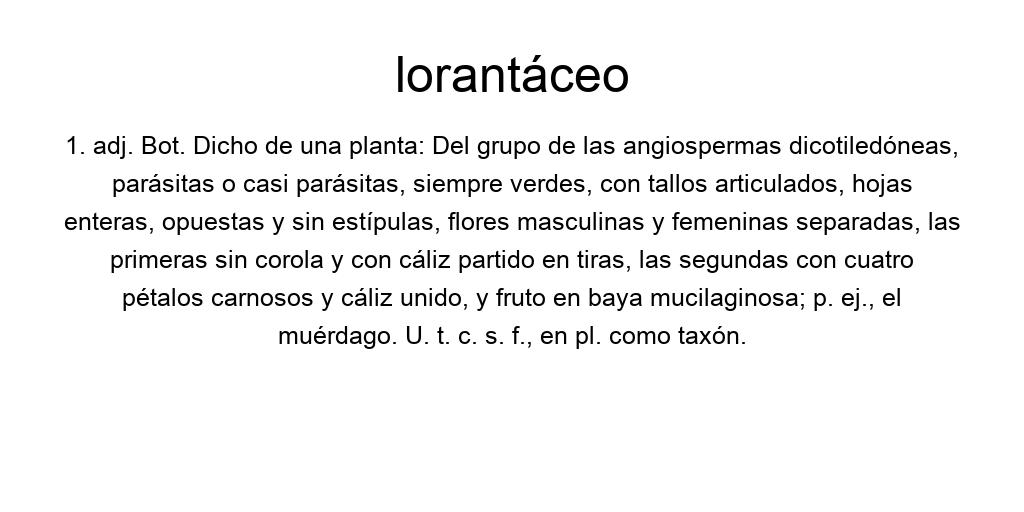 lorantáceo
1. adj. Bot. Dicho de una planta: Del grupo de las angiospermas dicotiledóneas,
parásitas o casi parásitas, siempre verdes, con tallos articulados, hojas
enteras, opuestas y sin estípulas, flores masculinas y femeninas separadas, las
primeras sin corola y con cáliz partido en tiras, las segundas con cuatro
pétalos carnosos y cáliz unido, y fruto en baya mucilaginosa; p. ej., el
muérdago. U. t. c. s. f., en pl. como taxón.